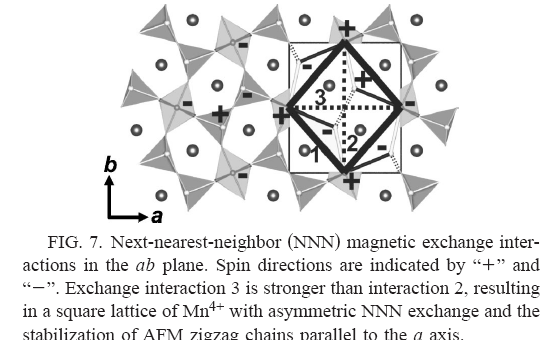 +
-
+
-
+
-
+
-
3
-
+
+
-
-
1
2
-
-
+
b
a
FIG. 7. Next-nearest-neighbor (NNN) magnetic exchange inter-
actions in the ab plane. Spin directions are indicated by “+” and
“−”. Exchange interaction 3 is stronger than interaction 2, resulting
in a square lattice of Mn4+ with asymmetric NNN exchange and the
stabilization of AFM zigzag chains parallel to the a axis.